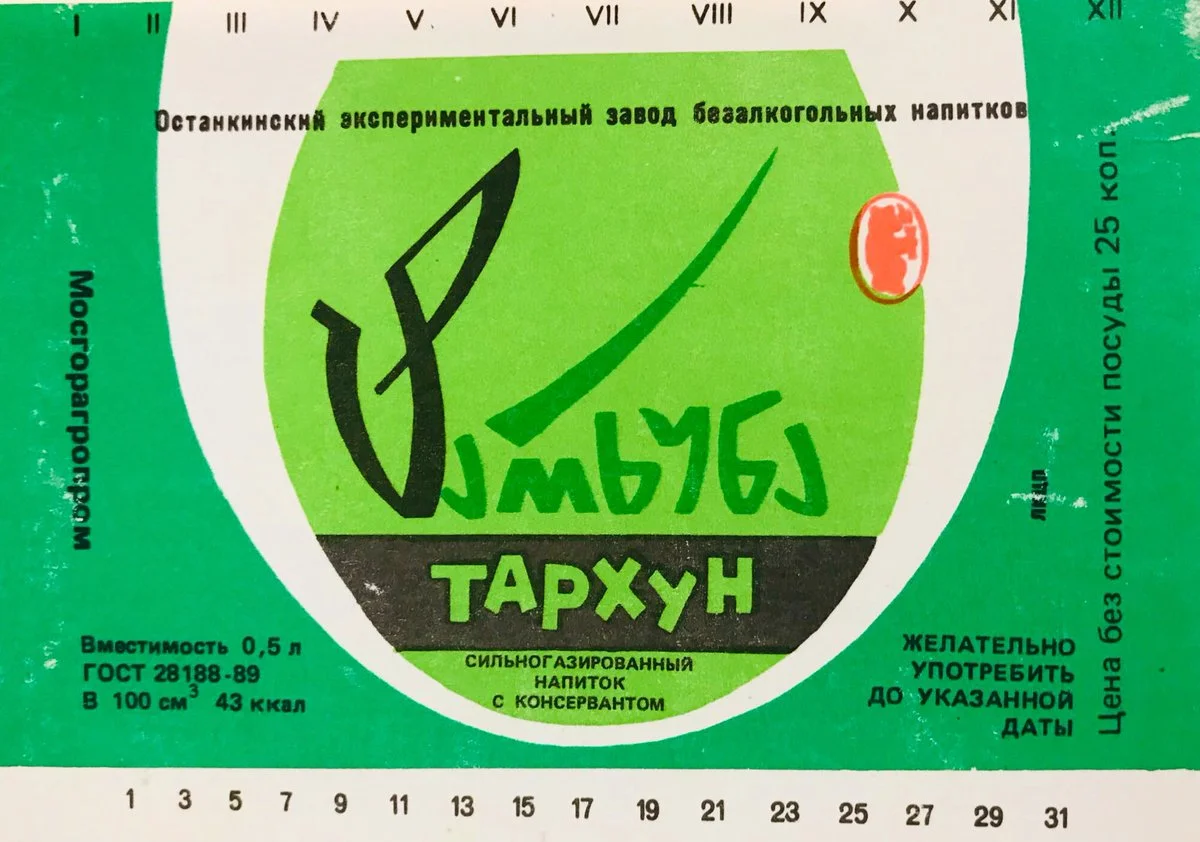 I II III IV V VI VII VIII IX X XI XII
Останкинский экспериментальный завод безалкогольных напитков
Мосгорагропром
ТАРХУН
СИЛЬНОГАЗИРОВАННЫЙ
НАПИТОК
С КОНСЕРВАНТОМ
Вместимость 0,5 л
ГОСТ 28188-89
В 100 см³ 43 ккал
ЖЕЛАТЕЛЬНО
УПОТРЕБИТЬ
ДО УКАЗАННОЙ
ДАТЫ
Цена без стоимости посуды 25 коп.
1 3 5 7 9 11 13 15 17 19 21 23 25 27 29 31